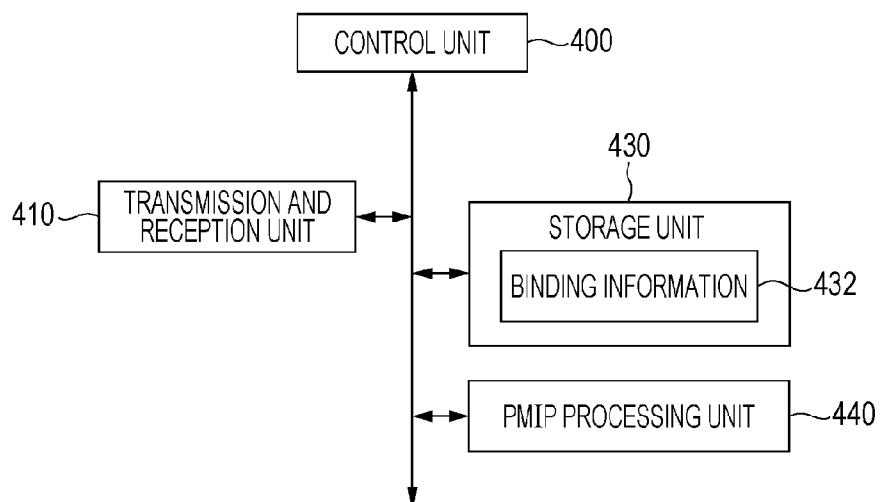 CONTROL UNIT
400
430
410
TRANSMISSION AND
RECEPTION UNIT
STORAGE UNIT
BINDING INFORMATION
432
PMIP PROCESSING UNIT
440